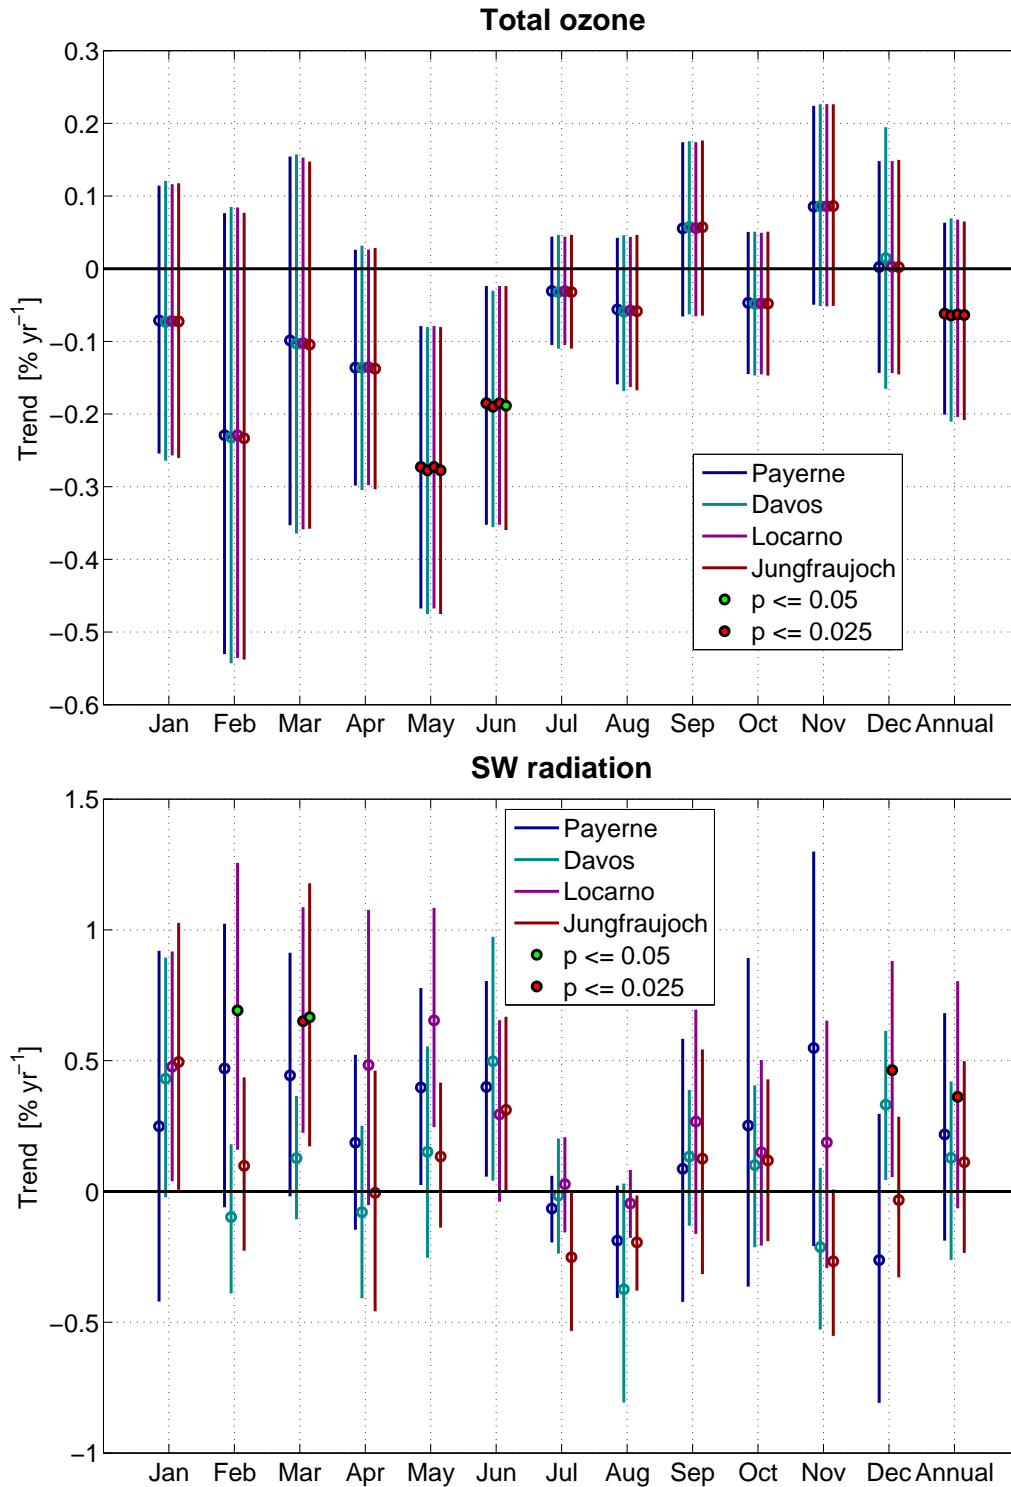 Total ozone
0.3
0.2
0.1
0
−0.1
−0.2
−0.3
−0.4
−0.5
−0.6
Trend [% yr−1]
Payerne
Davos
Locarno
Jungfraujoch
p <= 0.05
p <= 0.025
Jan Feb Mar Apr May Jun Jul Aug Sep Oct Nov Dec Annual
SW radiation
1.5
1
0.5
0
−0.5
−1
Trend [% yr−1]
Payerne
Davos
Locarno
Jungfraujoch
p <= 0.05
p <= 0.025
Jan Feb Mar Apr May Jun Jul Aug Sep Oct Nov Dec Annual